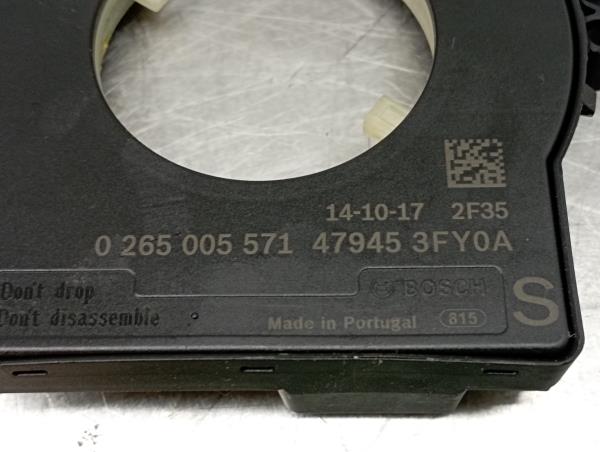 14-10-17 2F35
0 265 005 571 47945 3FY0A
Don't drop
Don't disassemble
BOSCH
S
Made in Portugal 815